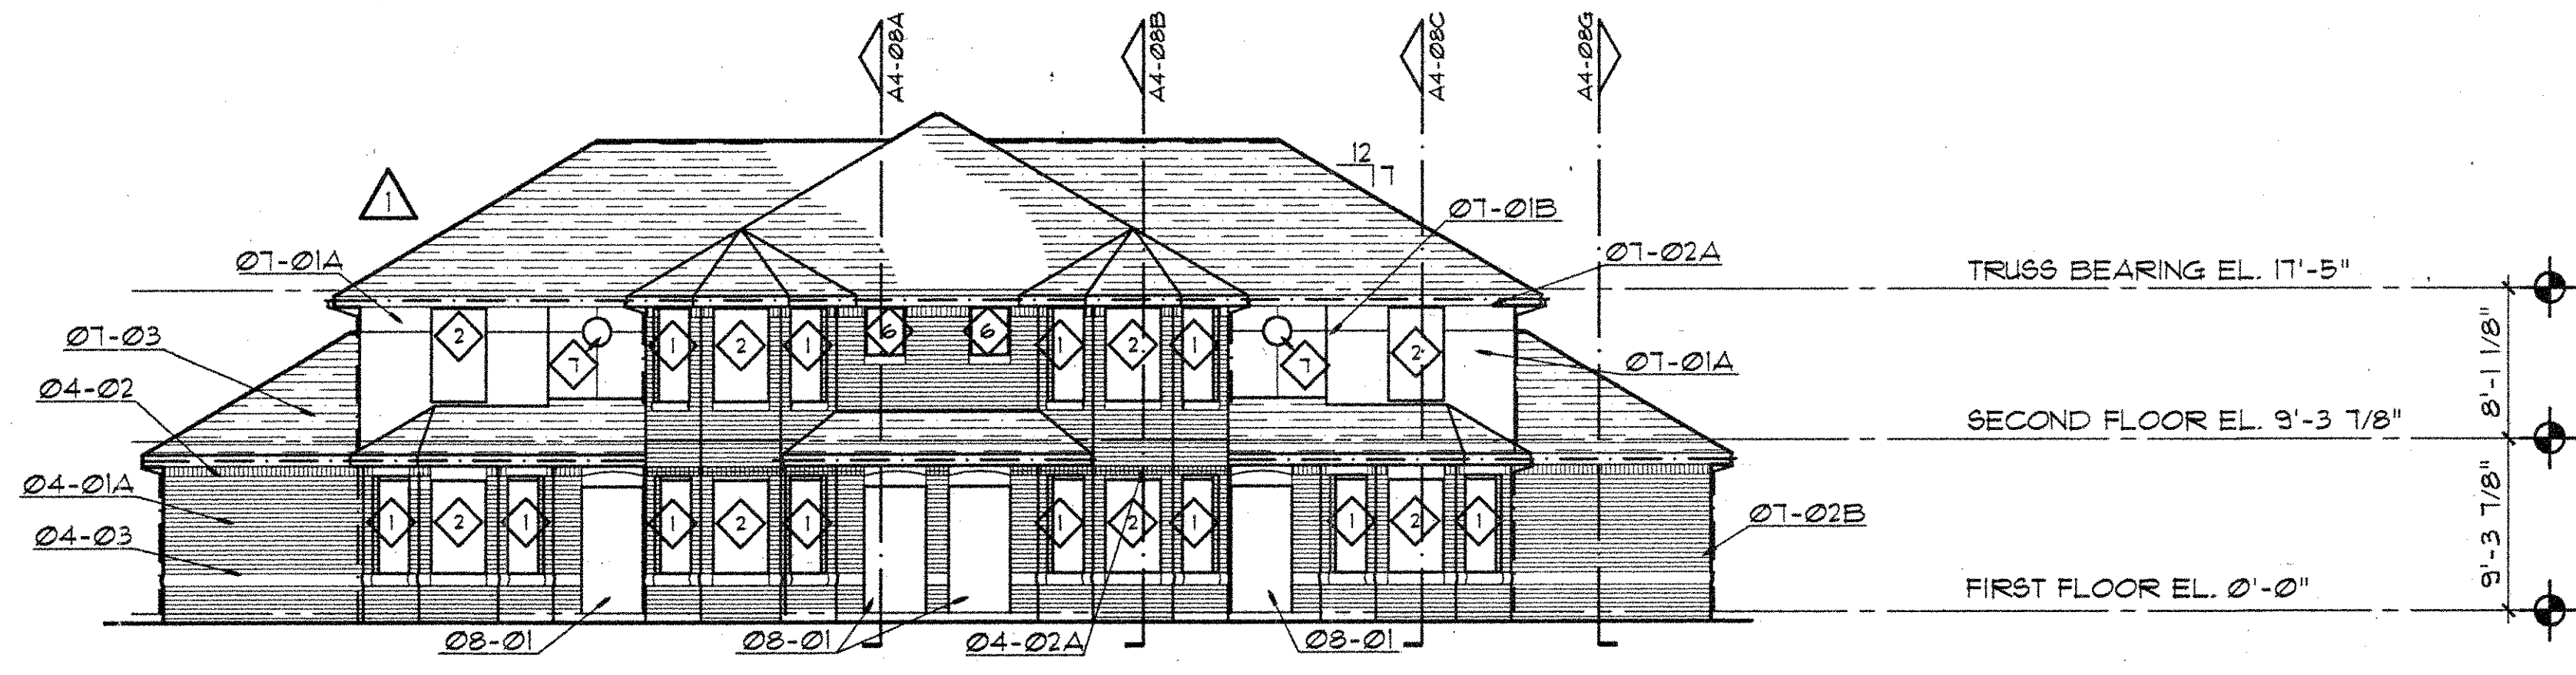 A4-08A
A4-08B
A4-08C
A4-08G
12
7
1
07-01B
07-01A
07-02A
TRUSS BEARING EL. 17'-5"
07-03
2
7
1
2
1
6
6
1
2
1
7
2
07-01A
8'-1 1/8"
04-02
SECOND FLOOR EL. 9'-3 7/8"
04-01A
1
2
1
1
2
1
1
2
1
1
2
1
07-02B
04-03
9'-3 7/8"
FIRST FLOOR EL. 0'-0"
08-01
08-01
04-02A
08-01